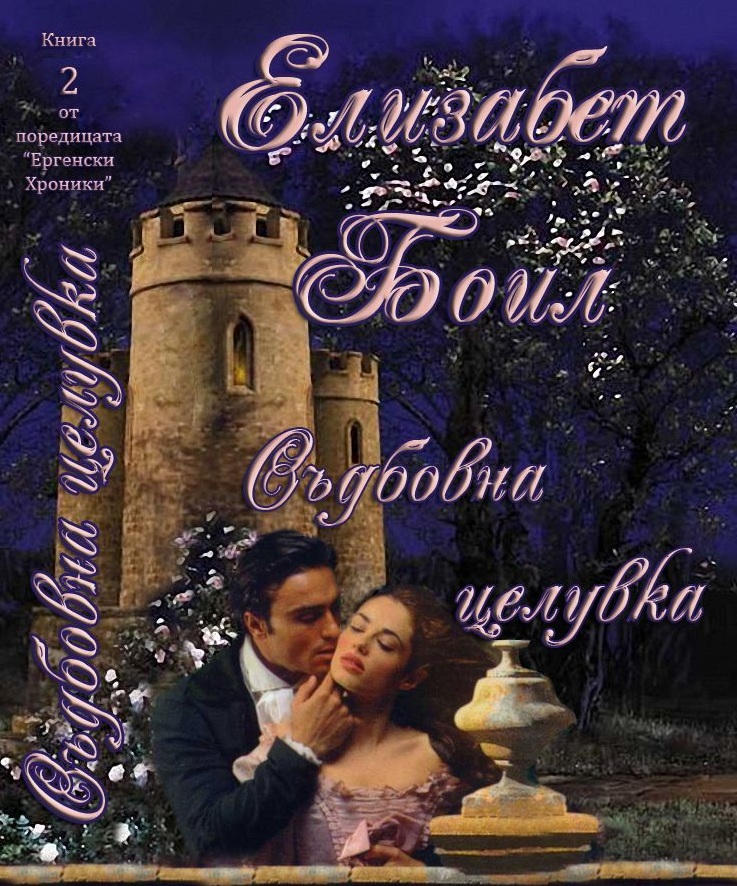 Книга
2
от
поредицата
“Ергенски
Хроники”
Елизабет
Боил
Съдбовна
целувка
Съдбовна целувка